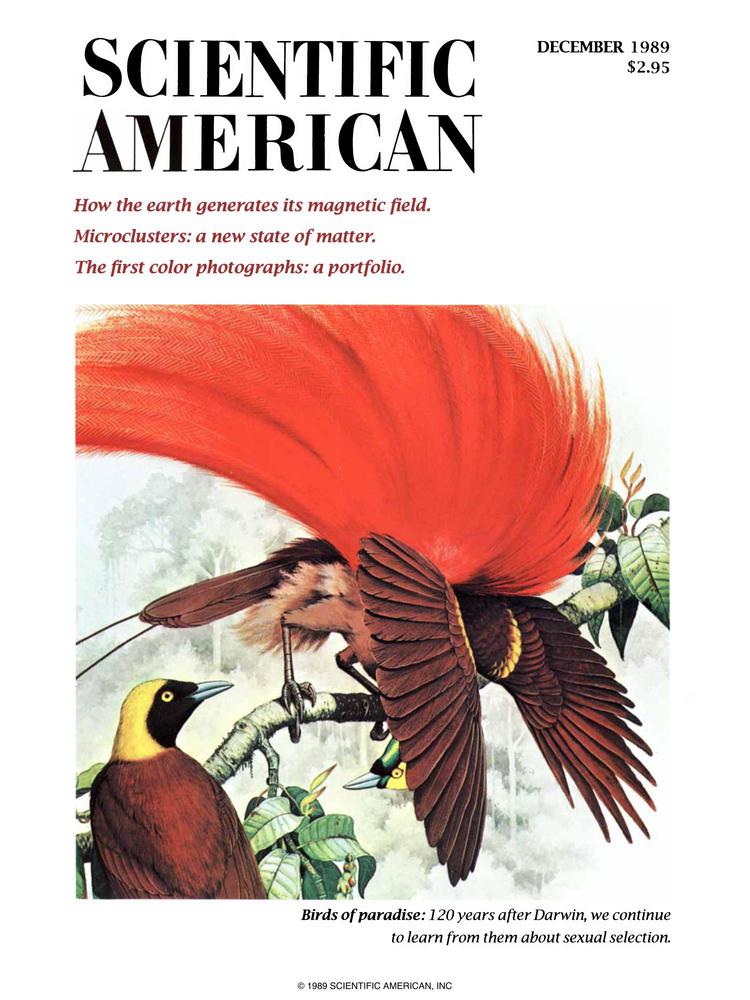 SCIENTIFIC
AMERICAN
DECEMBER 1989
$2.95
How the earth generates its magnetic field.
Microclusters: a new state of matter.
The first color photographs: a portfolio.
Birds of paradise: 120 years after Darwin, we continue
to learn from them about sexual selection.
© 1989 SCIENTIFIC AMERICAN, INC